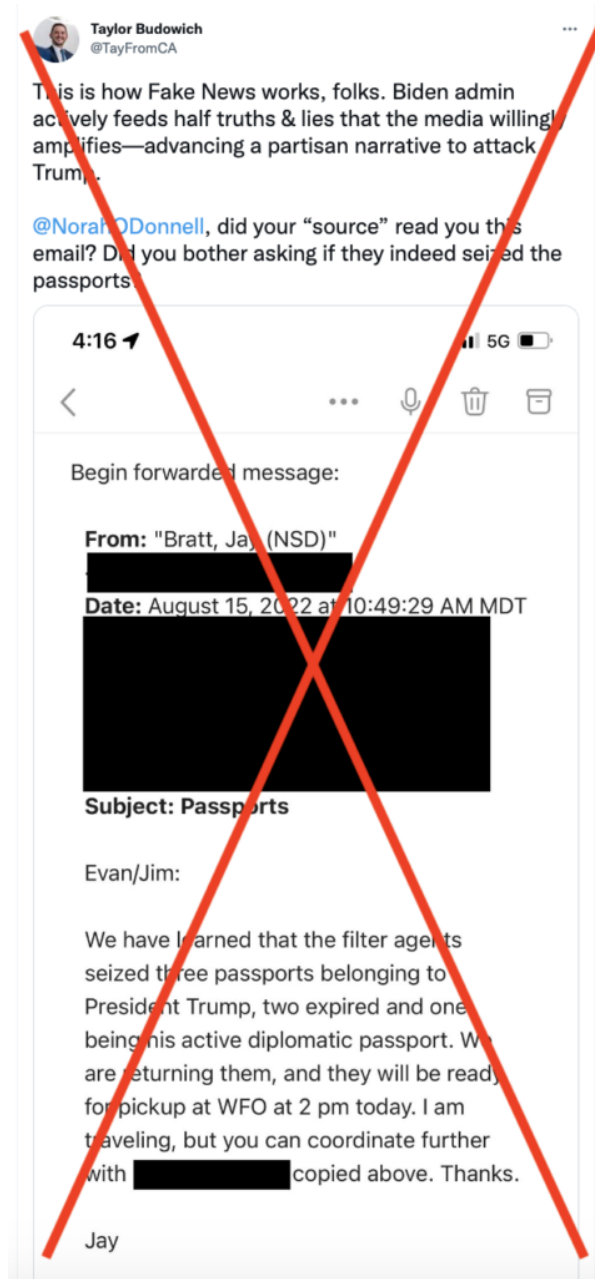 Taylor Budowich
@TayFromCA
This is how Fake News works, folks. Biden admin
actively feeds half truths & lies that the media willingly
amplifies—advancing a partisan narrative to attack
Trump.
@NorahODonnell, did your “source” read you this
email? Did you bother asking if they indeed seized the
passports?
4:16 5G
Begin forwarded message:
From: "Bratt, Jay (NSD)"
Date: August 15, 2022 at 10:49:29 AM MDT
Subject: Passports
Evan/Jim:
We have learned that the filter agents
seized three passports belonging to
President Trump, two expired and one
being his active diplomatic passport. We
are returning them, and they will be ready
for pickup at WFO at 2 pm today. I am
traveling, but you can coordinate further
with copied above. Thanks.
Jay